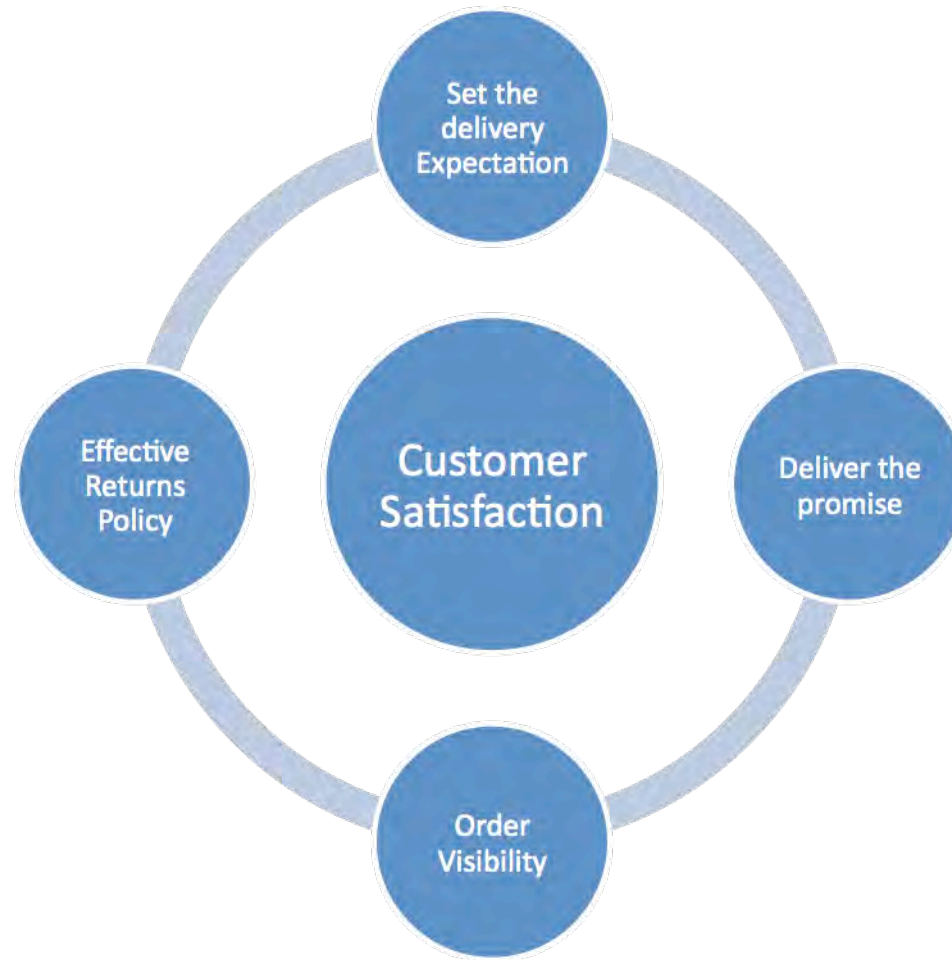 Set the
delivery
Expectation
Effective
Returns
Policy
Customer
Satisfaction
Deliver the
promise
Order
Visibility